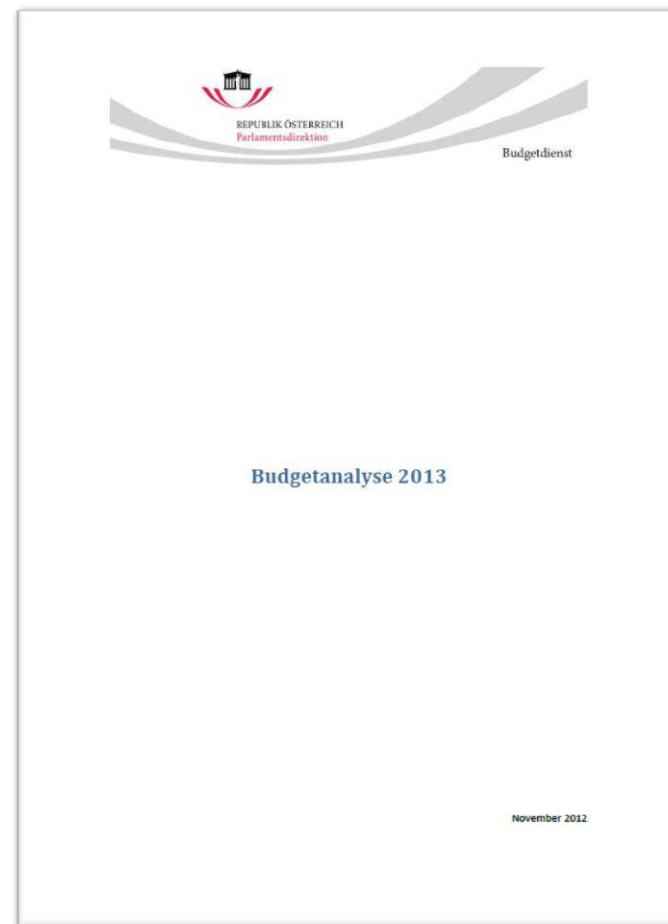 REPUBLIK ÖSTERREICH
Parlamentsdirektion
Budgetdienst
Budgetanalyse 2013
November 2012